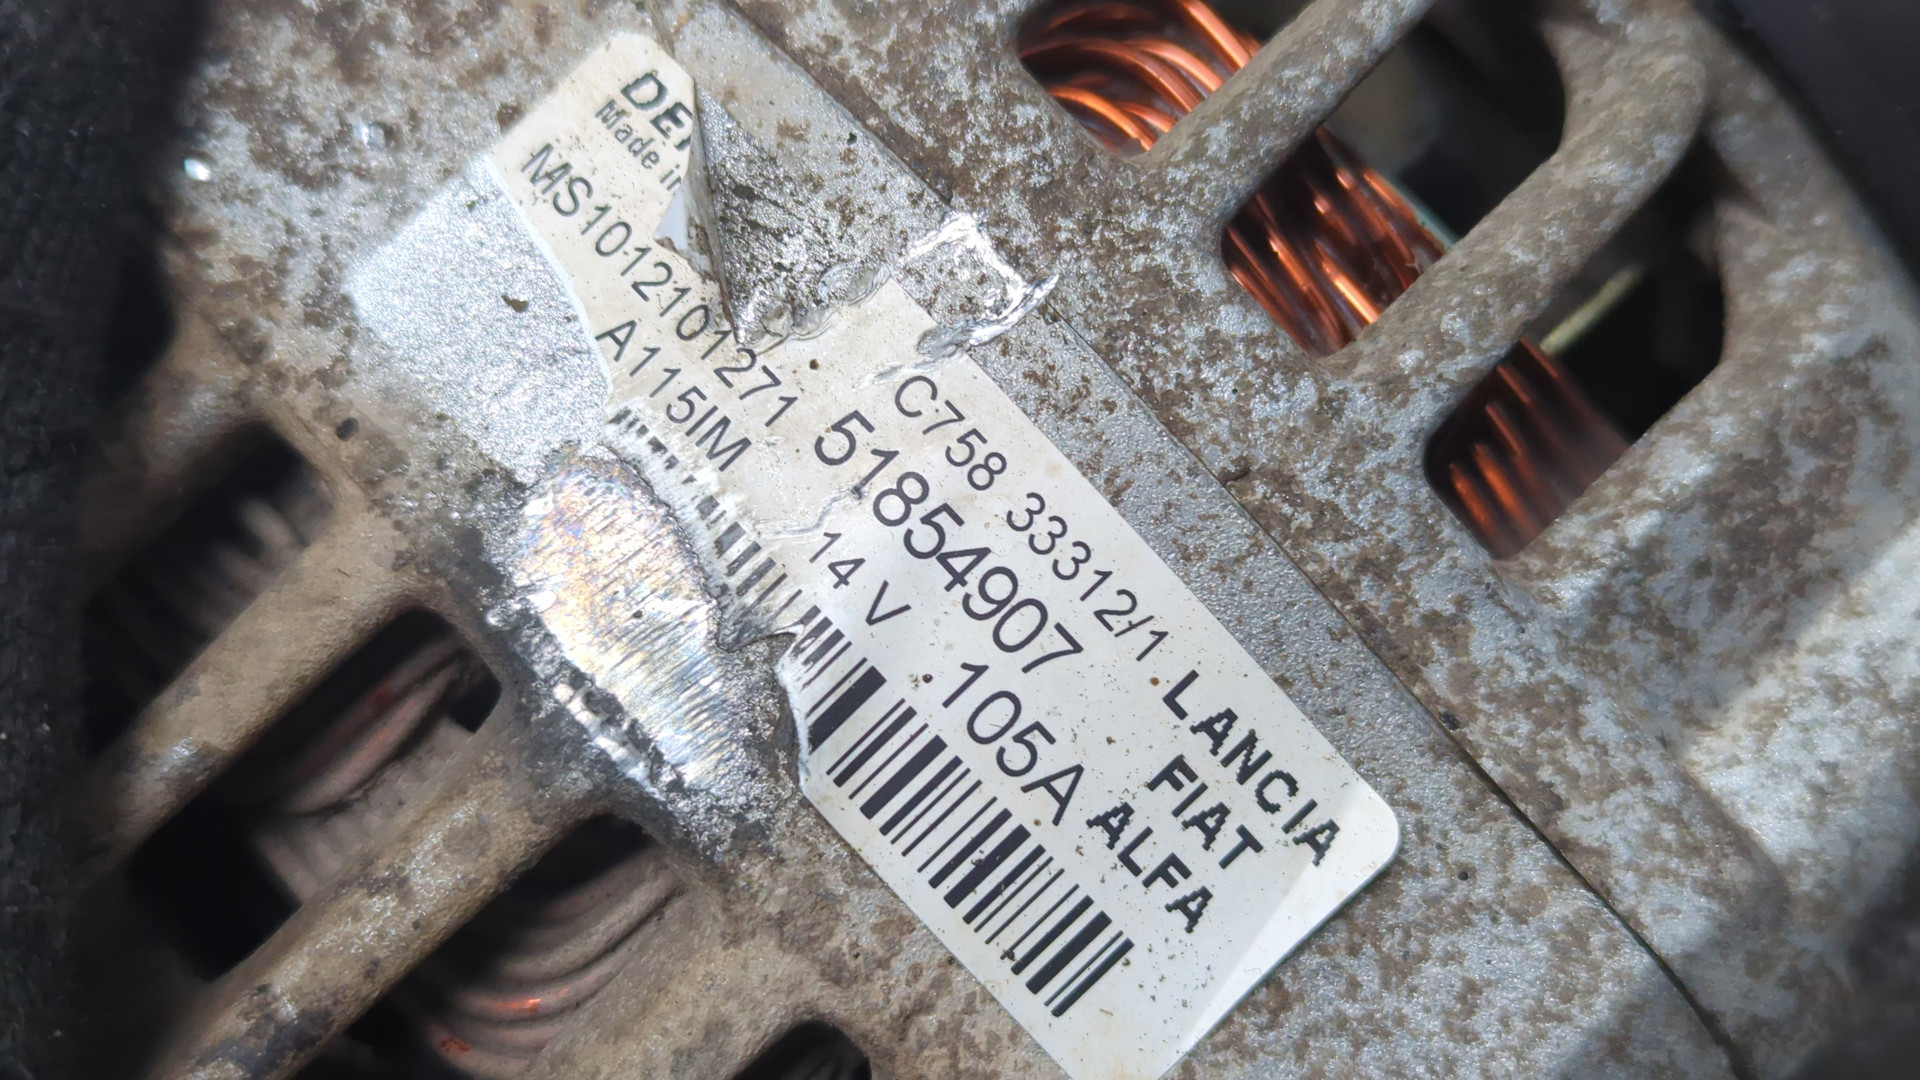 DE
Made in
C758 33312/1 LANCIA
MS1012101271 51854907 FIAT
A115IM 14 V 105A ALFA